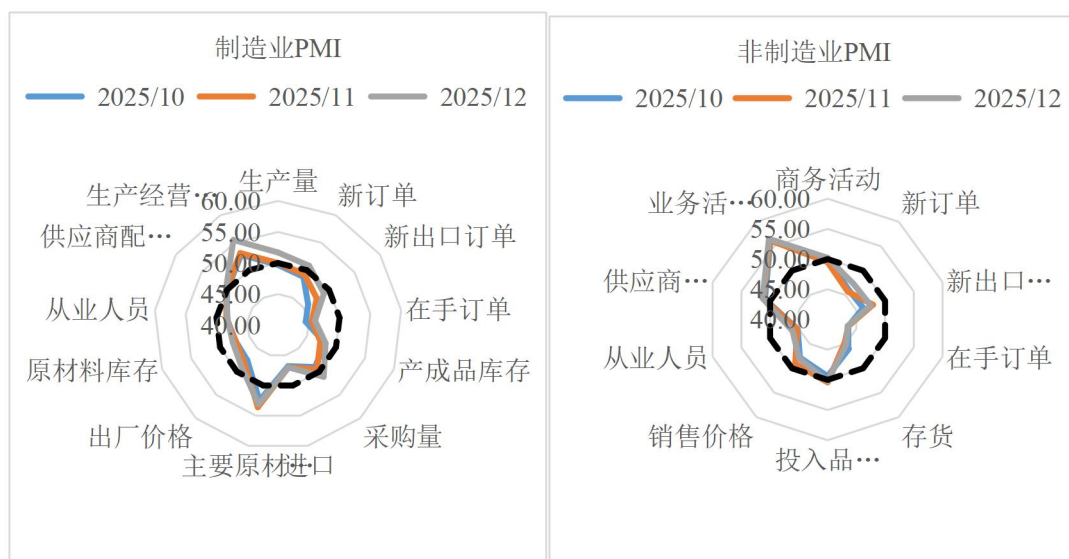 制造业PMI
2025/10 2025/11 2025/12
生产量
新订单
新出口订单
在手订单
产成品库存
采购量
进口
主要原材…
出厂价格
原材料库存
从业人员
供应商配…
生产经营…
60.00
55.00
50.00
45.00
40.00
非制造业PMI
2025/10 2025/11 2025/12
商务活动
新订单
新出口…
在手订单
存货
投入品…
销售价格
从业人员
供应商…
业务活…
60.00
55.00
50.00
45.00
40.00